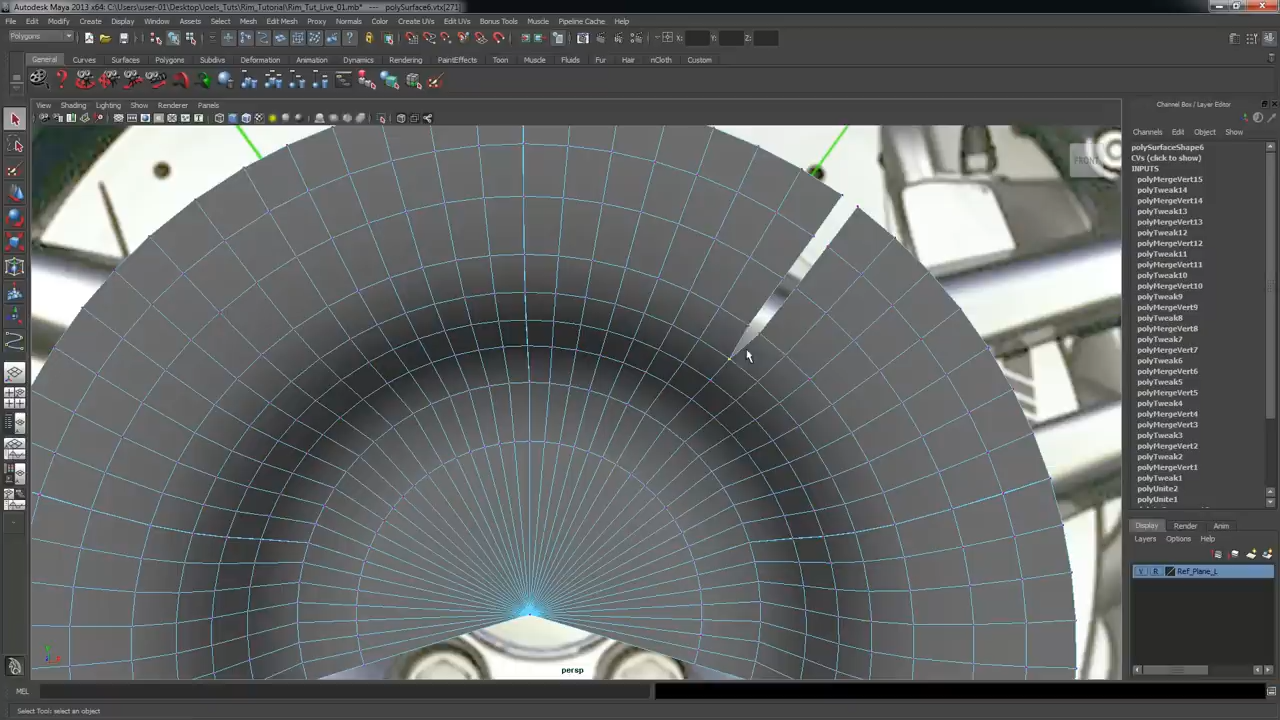 Autodesk Maya 2013 x64: C:\Users\user-01\Desktop\Joels_Tuts\Rim_Tutorial\Rim_Tut_Live_01.mb* --- polySurface6.vtx[271]
File Edit Modify Create Display Window Assets Select Mesh Edit Mesh Proxy Normals Color Create UVs Edit UVs Bonus Tools Muscle Pipeline Cache Help
Polygons X: Y: Z:
General Curves Surfaces Polygons Subdivs Deformation Animation Dynamics Rendering PaintEffects Toon Muscle Fluids Fur Hair nCloth Custom
View Shading Lighting Show Renderer Panels
FRONT
persp
Channel Box / Layer Editor
Channels Edit Object Show
polySurfaceShape6
CVs (click to show)
INPUTS
polyMergeVert15
polyTweak14
polyMergeVert14
polyTweak13
polyMergeVert13
polyTweak12
polyMergeVert12
polyTweak11
polyMergeVert11
polyTweak10
polyMergeVert10
polyTweak9
polyMergeVert9
polyTweak8
polyMergeVert8
polyTweak7
polyMergeVert7
polyTweak6
polyMergeVert6
polyTweak5
polyMergeVert5
polyTweak4
polyMergeVert4
polyMergeVert3
polyTweak3
polyMergeVert2
polyTweak2
polyMergeVert1
polyTweak1
polyUnite2
polyUnite1
Display Render Anim
Layers Options Help
V R Ref_Plane_L
MEL
Select Tool: select an object